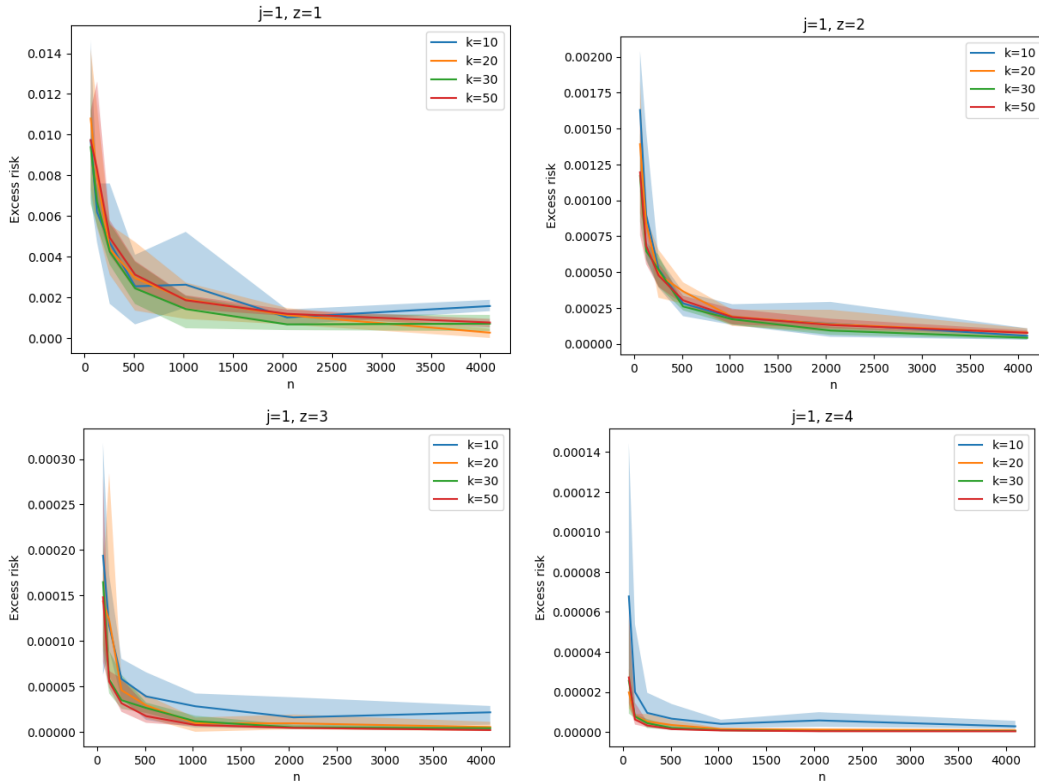 j=1, z=1
Excess risk
0.014
0.012
0.010
0.008
0.006
0.004
0.002
0.000
k=10
k=20
k=30
k=50
0 500 1000 1500 2000 2500 3000 3500 4000
n
j=1, z=2
Excess risk
0.00200
0.00175
0.00150
0.00125
0.00100
0.00075
0.00050
0.00025
0.00000
k=10
k=20
k=30
k=50
0 500 1000 1500 2000 2500 3000 3500 4000
n
j=1, z=3
Excess risk
0.00030
0.00025
0.00020
0.00015
0.00010
0.00005
0.00000
k=10
k=20
k=30
k=50
0 500 1000 1500 2000 2500 3000 3500 4000
n
j=1, z=4
Excess risk
0.00014
0.00012
0.00010
0.00008
0.00006
0.00004
0.00002
0.00000
k=10
k=20
k=30
k=50
0 500 1000 1500 2000 2500 3000 3500 4000
n